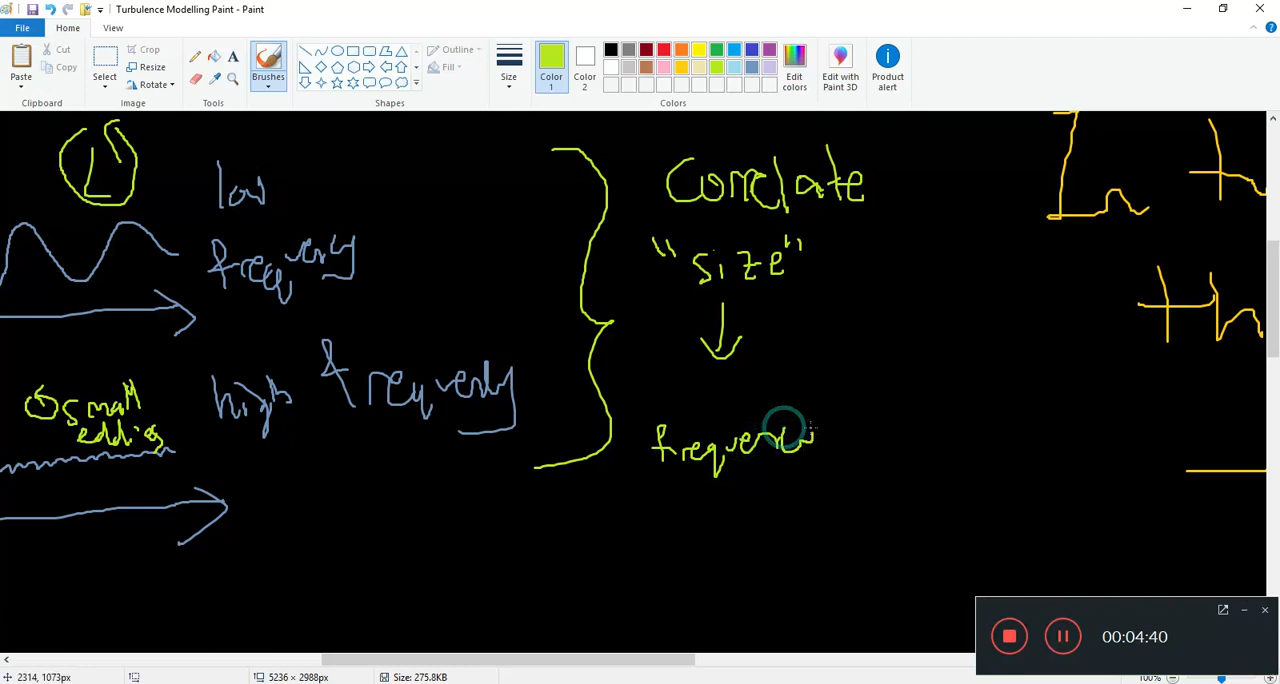 Turbulence Modelling Paint - Paint
File
Home
View
Paste
Cut
Copy
Clipboard
Select
Crop
Resize
Rotate
Image
Tools
Brushes
Shapes
Outline
Fill
Size
Color 1
Color 2
Edit colors
Colors
Edit with Paint 3D
Product alert
L
low
frequency
high frequency
small
eddies
Correlate
"size"
frequency
In
th
00:04:40
2314, 1073px
5236 × 2988px
Size: 275.8KB
100%